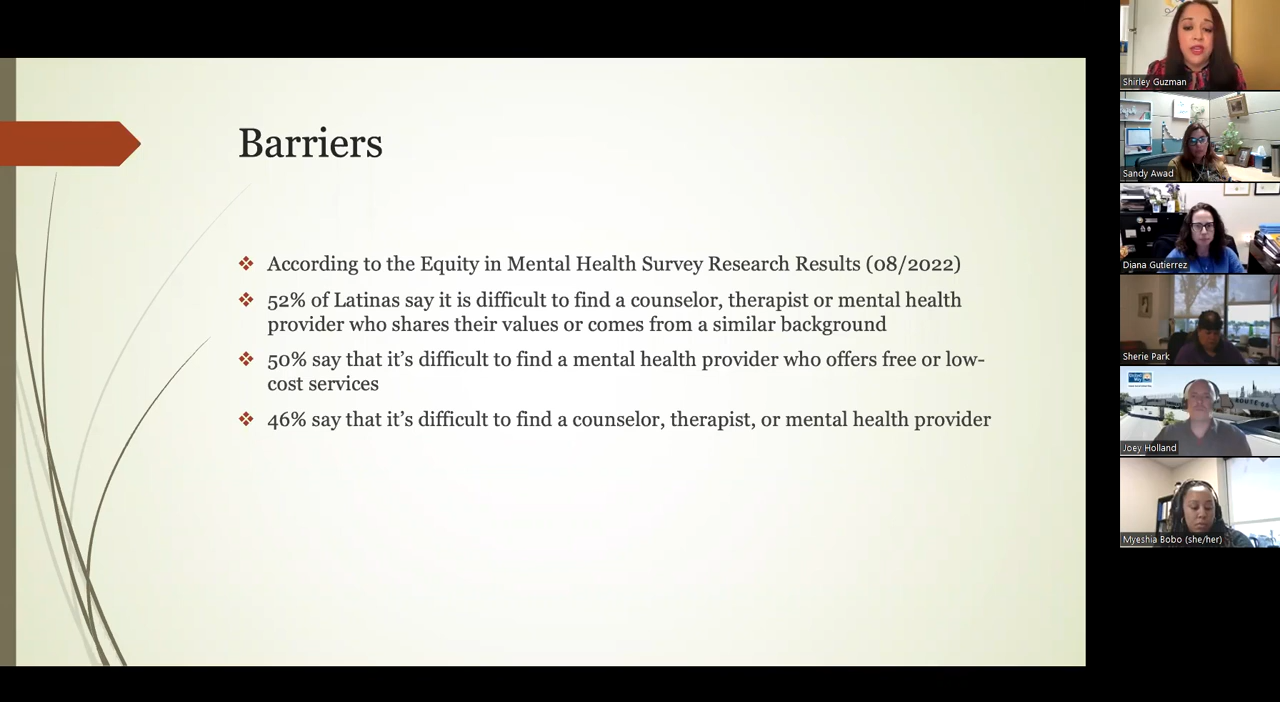 Barriers
According to the Equity in Mental Health Survey Research Results (08/2022)
52% of Latinas say it is difficult to find a counselor, therapist or mental health
provider who shares their values or comes from a similar background
50% say that it’s difficult to find a mental health provider who offers free or low-
cost services
46% say that it’s difficult to find a counselor, therapist, or mental health provider
Shirley Guzman
Sandy Awad
Diana Gutierrez
Sherie Park
Joey Holland
Myeshia Bobo (she/her)